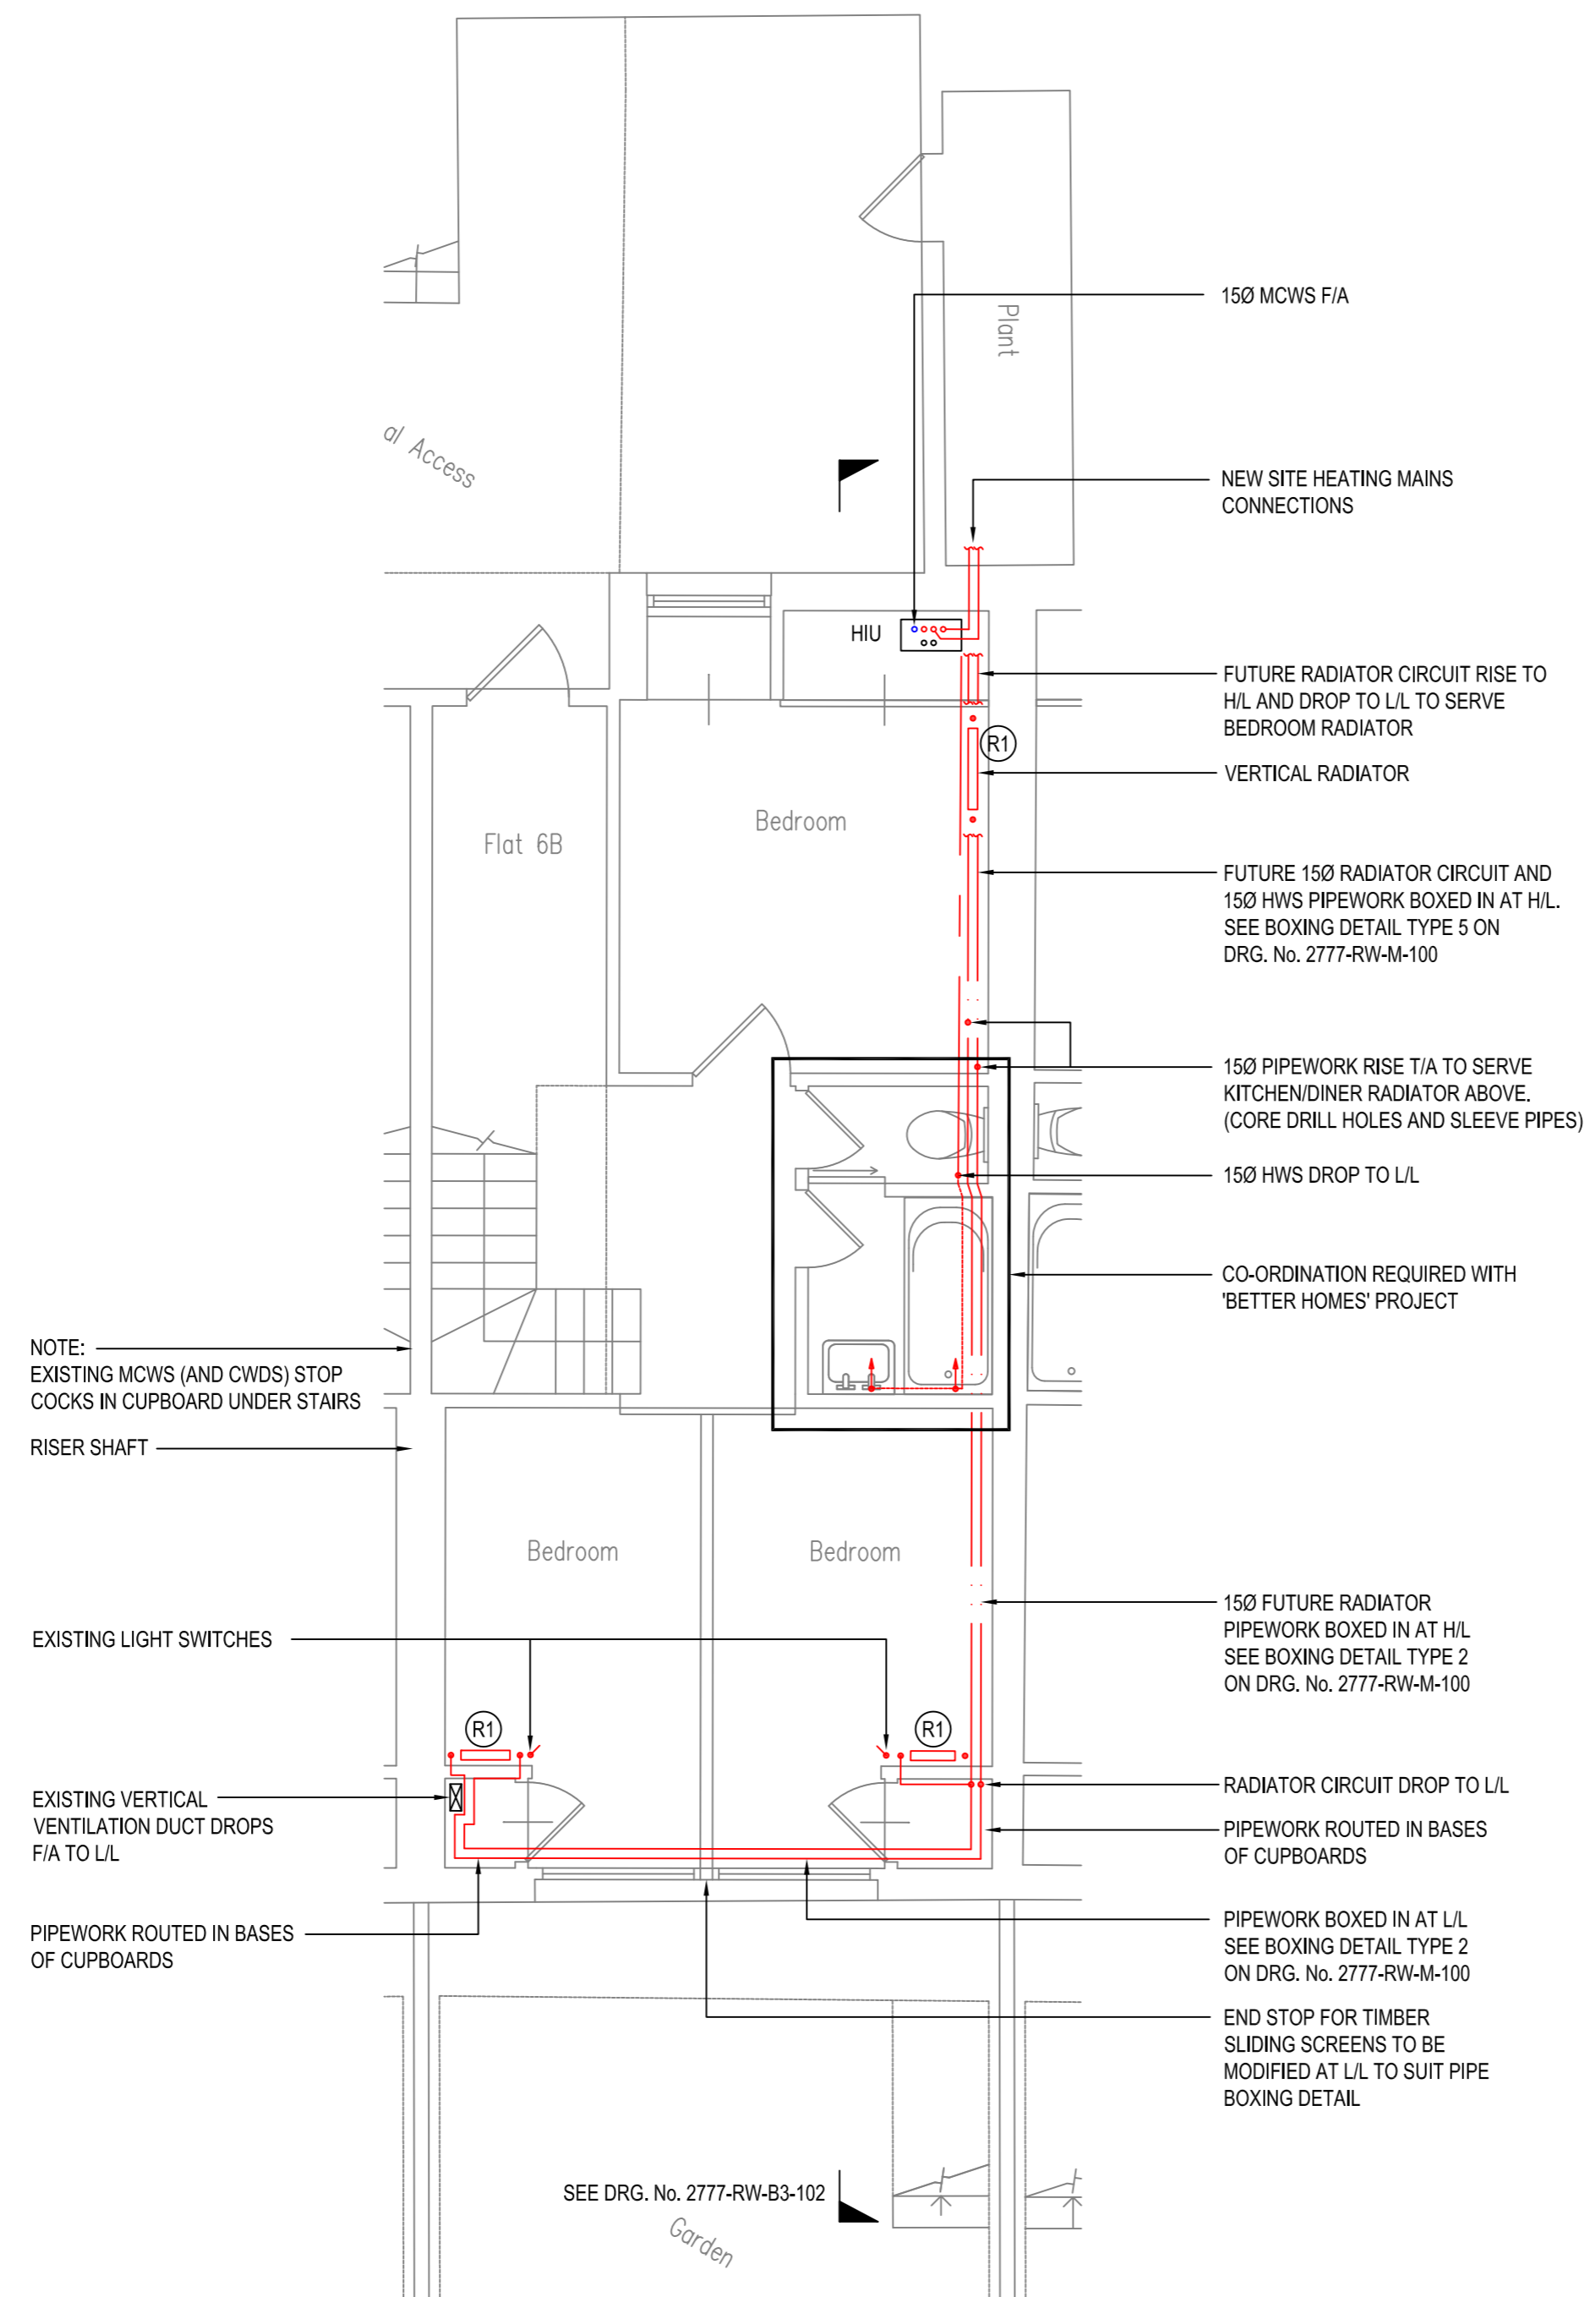 15Ø MCWS F/A
Plant
al Access
NEW SITE HEATING MAINS
CONNECTIONS
HIU
FUTURE RADIATOR CIRCUIT RISE TO
H/L AND DROP TO L/L TO SERVE
BEDROOM RADIATOR
R1
VERTICAL RADIATOR
Bedroom
Flat 6B
FUTURE 15Ø RADIATOR CIRCUIT AND
15Ø HWS PIPEWORK BOXED IN AT H/L.
SEE BOXING DETAIL TYPE 5 ON
DRG. No. 2777-RW-M-100
15Ø PIPEWORK RISE T/A TO SERVE
KITCHEN/DINER RADIATOR ABOVE.
(CORE DRILL HOLES AND SLEEVE PIPES)
15Ø HWS DROP TO L/L
CO-ORDINATION REQUIRED WITH
'BETTER HOMES' PROJECT
NOTE:
EXISTING MCWS (AND CWDS) STOP
COCKS IN CUPBOARD UNDER STAIRS
RISER SHAFT
Bedroom
Bedroom
15Ø FUTURE RADIATOR
PIPEWORK BOXED IN AT H/L
SEE BOXING DETAIL TYPE 2
ON DRG. No. 2777-RW-M-100
EXISTING LIGHT SWITCHES
R1
R1
RADIATOR CIRCUIT DROP TO L/L
EXISTING VERTICAL
VENTILATION DUCT DROPS
F/A TO L/L
PIPEWORK ROUTED IN BASES
OF CUPBOARDS
PIPEWORK ROUTED IN BASES
OF CUPBOARDS
PIPEWORK BOXED IN AT L/L
SEE BOXING DETAIL TYPE 2
ON DRG. No. 2777-RW-M-100
END STOP FOR TIMBER
SLIDING SCREENS TO BE
MODIFIED AT L/L TO SUIT PIPE
BOXING DETAIL
SEE DRG. No. 2777-RW-B3-102
Garden